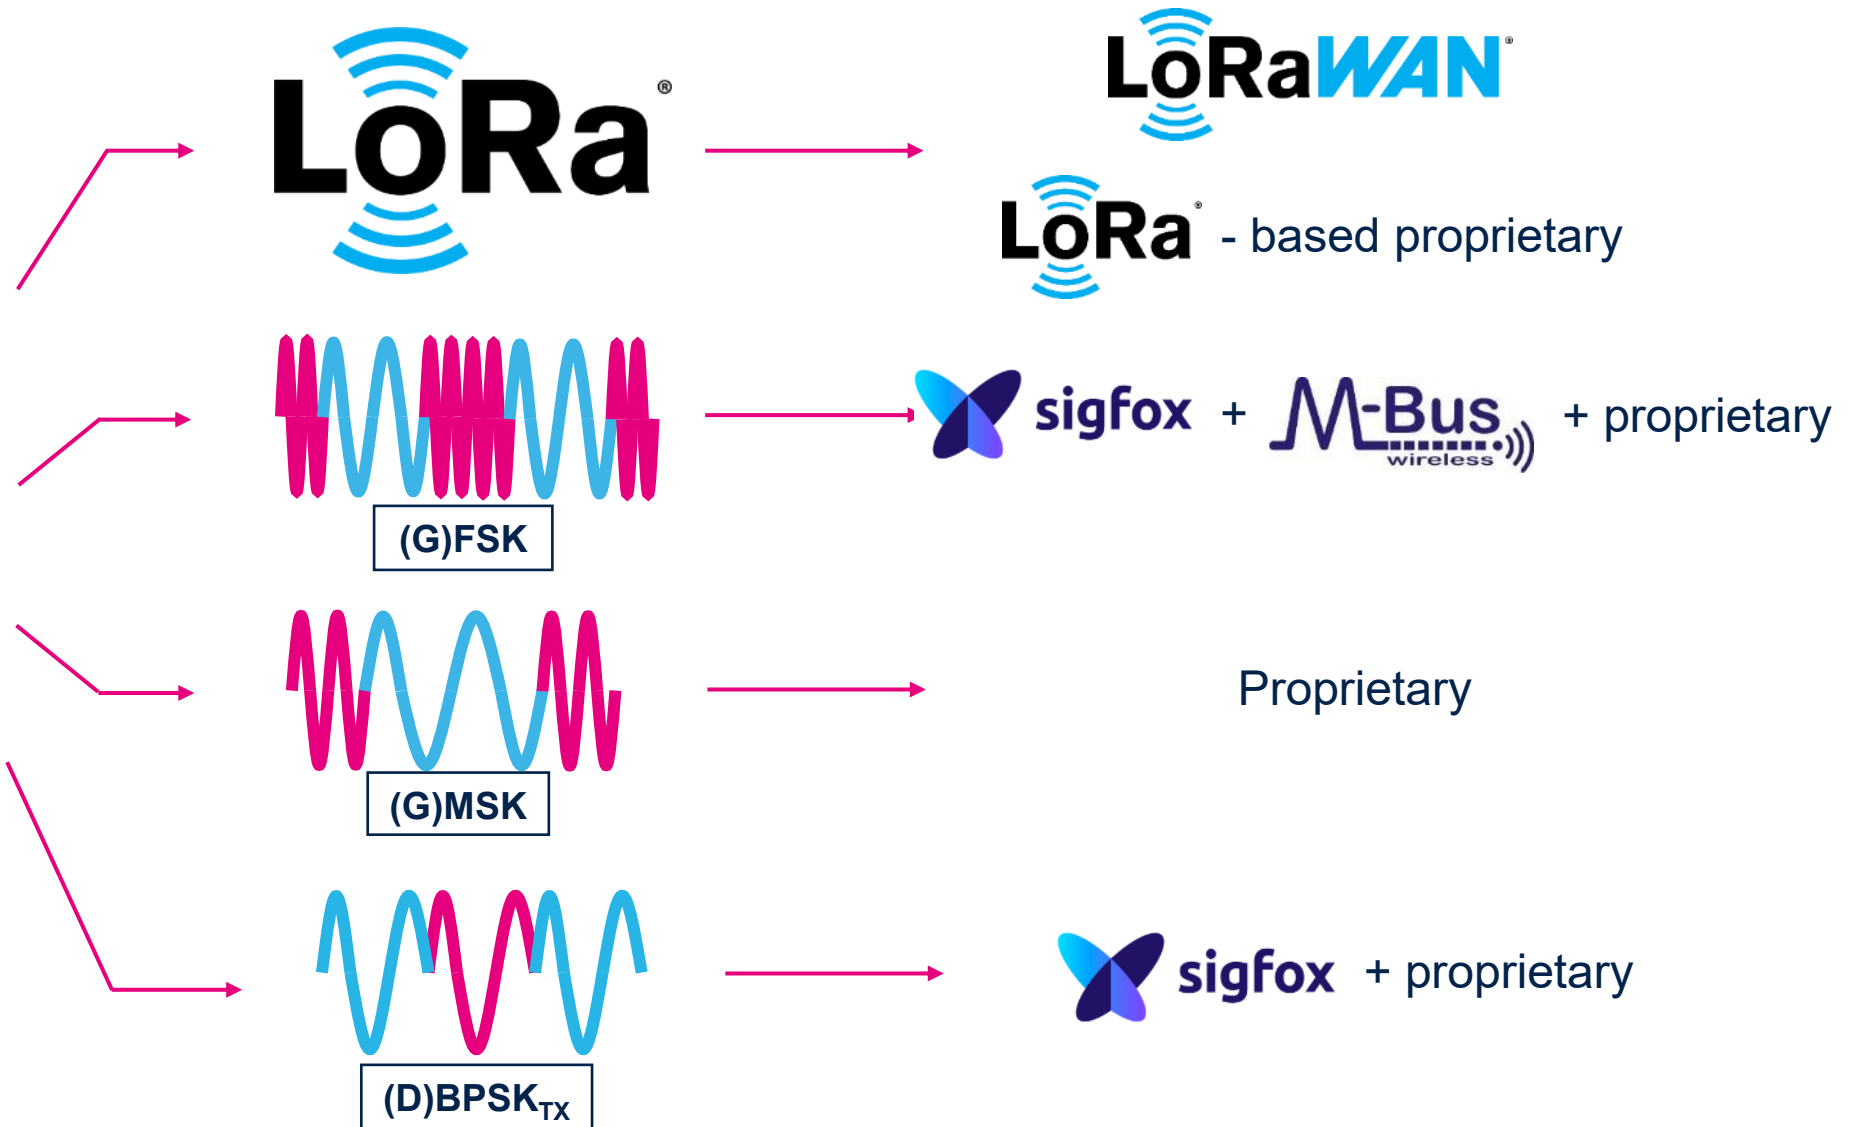 LoRa®
LoRaWAN®
LoRa® - based proprietary
sigfox + M-Bus wireless + proprietary
(G)FSK
Proprietary
(G)MSK
sigfox + proprietary
(D)BPSKTX